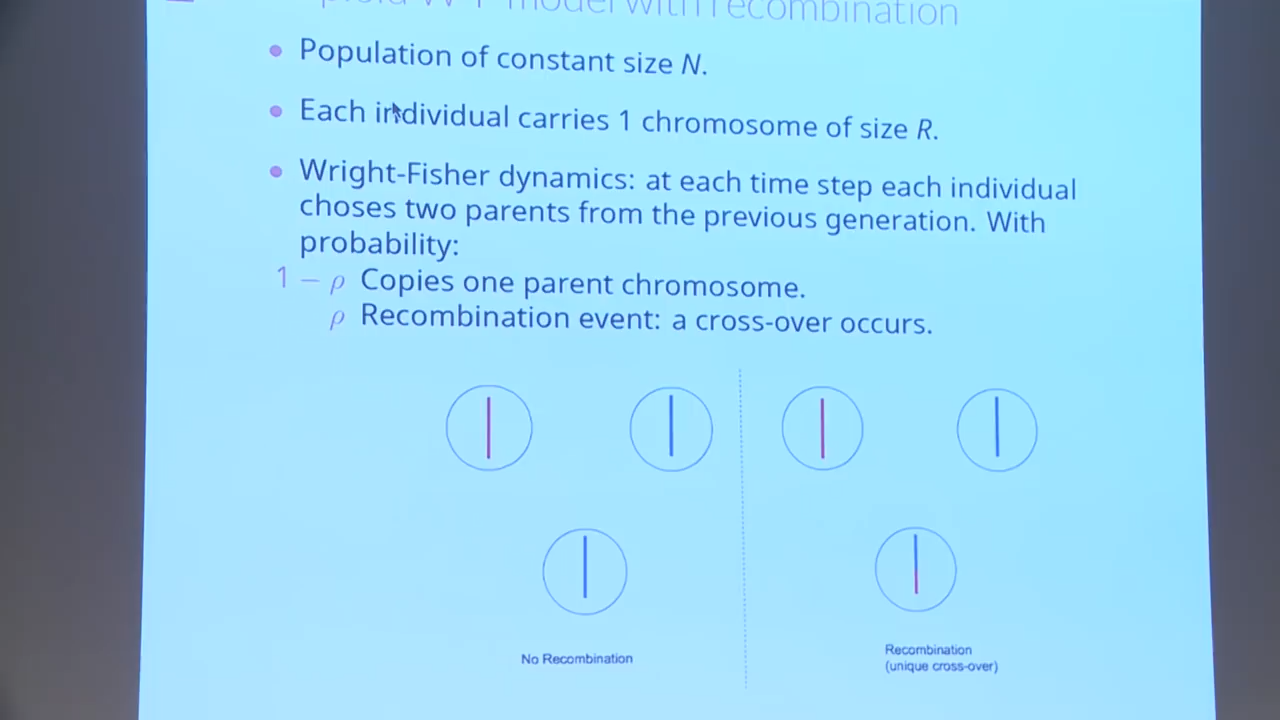 model with recombination
Population of constant size N.
Each individual carries 1 chromosome of size R.
Wright-Fisher dynamics: at each time step each individual
choses two parents from the previous generation. With
probability:
1 − ρ Copies one parent chromosome.
ρ Recombination event: a cross-over occurs.
No Recombination
Recombination
(unique cross-over)